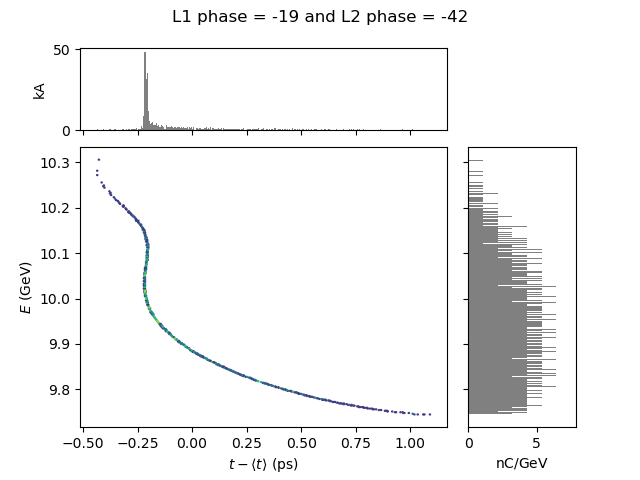 L1 phase = -19 and L2 phase = -42
50
0
kA
10.3
10.2
10.1
10.0
9.9
9.8
E (GeV)
−0.50 −0.25 0.00 0.25 0.50 0.75 1.00
t − ⟨t⟩ (ps)
0 5
nC/GeV